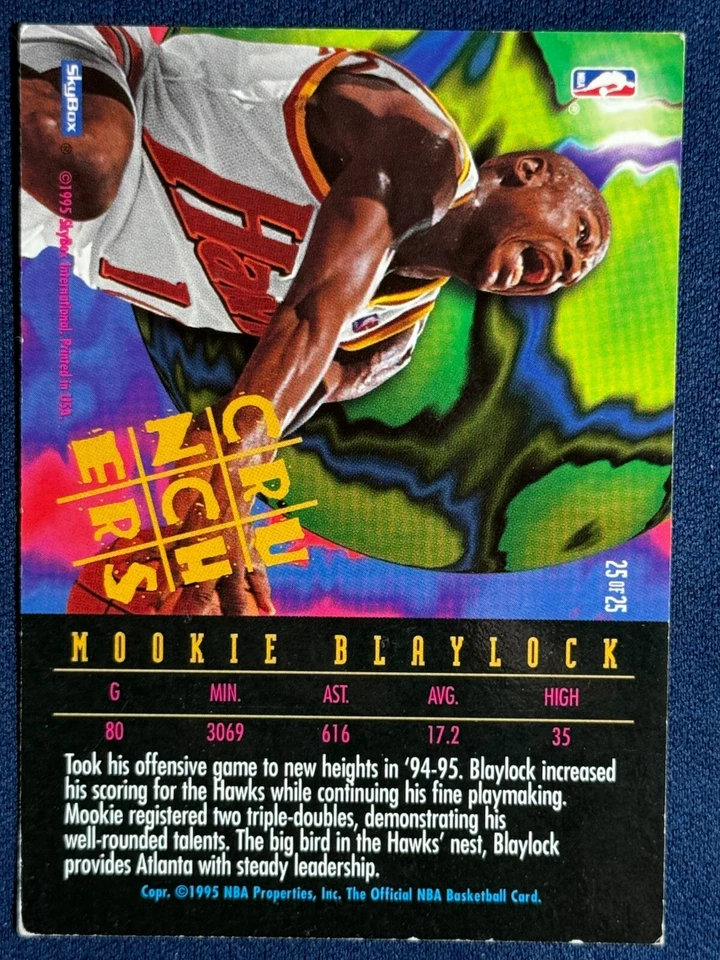 NBA
SkyBox
©1995 SkyBox International. Printed in USA.
Hawks
1
CRU
NCH
ERS
25 OF 25
MOOKIE BLAYLOCK
G MIN. AST. AVG. HIGH
80 3069 616 17.2 35
Took his offensive game to new heights in '94-95. Blaylock increased
his scoring for the Hawks while continuing his fine playmaking.
Mookie registered two triple-doubles, demonstrating his
well-rounded talents. The big bird in the Hawks' nest, Blaylock
provides Atlanta with steady leadership.
Copr. ©1995 NBA Properties, Inc. The Official NBA Basketball Card.